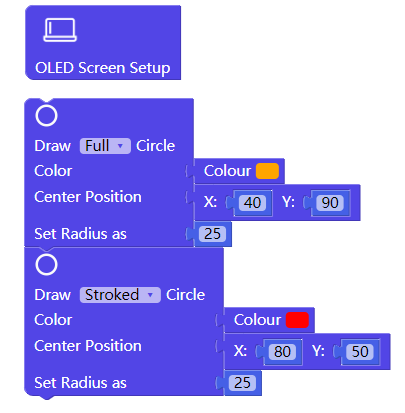 OLED Screen Setup
Draw Full Circle
Color Colour
Center Position X: 40 Y: 90
Set Radius as 25
Draw Stroked Circle
Color Colour
Center Position X: 80 Y: 50
Set Radius as 25